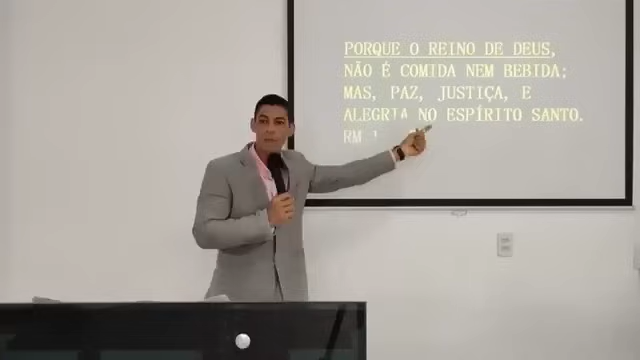 PORQUE O REINO DE DEUS,
NÃO É COMIDA NEM BEBIDA;
MAS, PAZ, JUSTIÇA, E
ALEGRIA NO ESPÍRITO SANTO.
RM